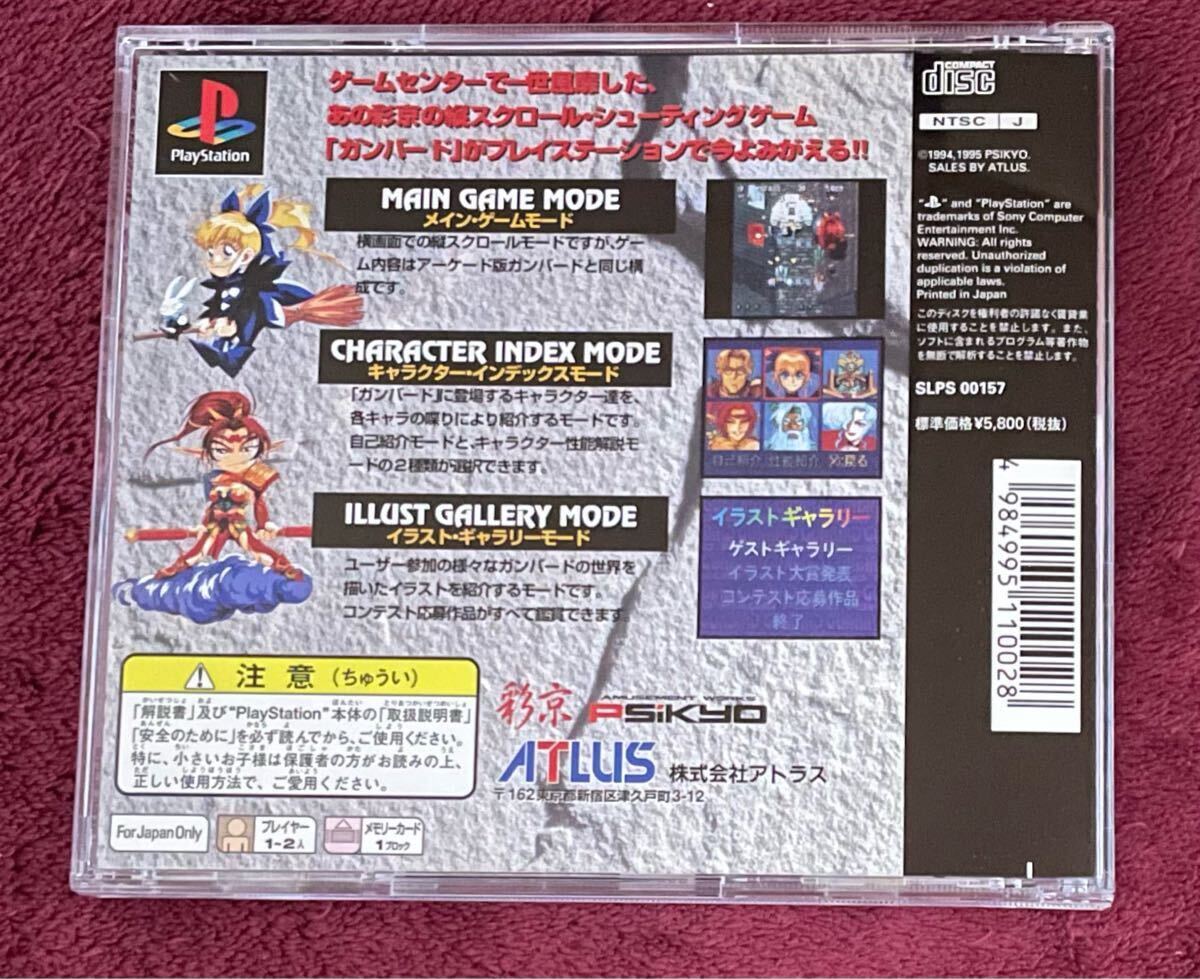 PlayStation
ゲームセンターで一世風靡した、
あの彩京の縦スクロール・シューティングゲーム
「ガンバード」がプレイステーションで今よみがえる!!
MAIN GAME MODE
メイン・ゲームモード
横画面での縦スクロールモードですが、ゲー
ム内容はアーケード版ガンバードと同じ構
成です。
CHARACTER INDEX MODE
キャラクター・インデックスモード
「ガンバード」に登場するキャラクター達を、
各キャラの喋りにより紹介するモードです。
自己紹介モードと、キャラクター性能解説モ
ードの2種類が選択できます。
自己紹介 性能紹介 戻る
ILLUST GALLERY MODE
イラスト・ギャラリーモード
ユーザー参加の様々なガンバードの世界を
描いたイラストを紹介するモードです。
コンテスト応募作品がすべて鑑賞できます。
イラストギャラリー
ゲストギャラリー
イラスト大賞発表
コンテスト応募作品
終了
注意(ちゅうい)
「解説書」及び"PlayStation"本体の「取扱説明書」
「安全のために」を必ず読んでから、ご使用ください。
特に、小さいお子様は保護者の方がお読みの上、
正しい使用方法で、ご愛用ください。
For Japan Only
プレイヤー
1~2人
メモリーカード
1ブロック
彩京 AMUSEMENT WORKS
PSiKYO
ATLUS 株式会社アトラス
〒162東京都新宿区津久戸町3-12
COMPACT
disc
NTSC J
©1994,1995 PSIKYO.
SALES BY ATLUS.
" " and "PlayStation" are
trademarks of Sony Computer
Entertainment Inc.
WARNING: All rights
reserved. Unauthorized
duplication is a violation of
applicable laws.
Printed in Japan
このディスクを権利者の許諾なく賃貸業
に使用することを禁止します。また、
ソフトに含まれるプログラム等著作物
を無断で解析することを禁止します。
SLPS 00157
標準価格¥5,800(税抜)
4 984995 110028